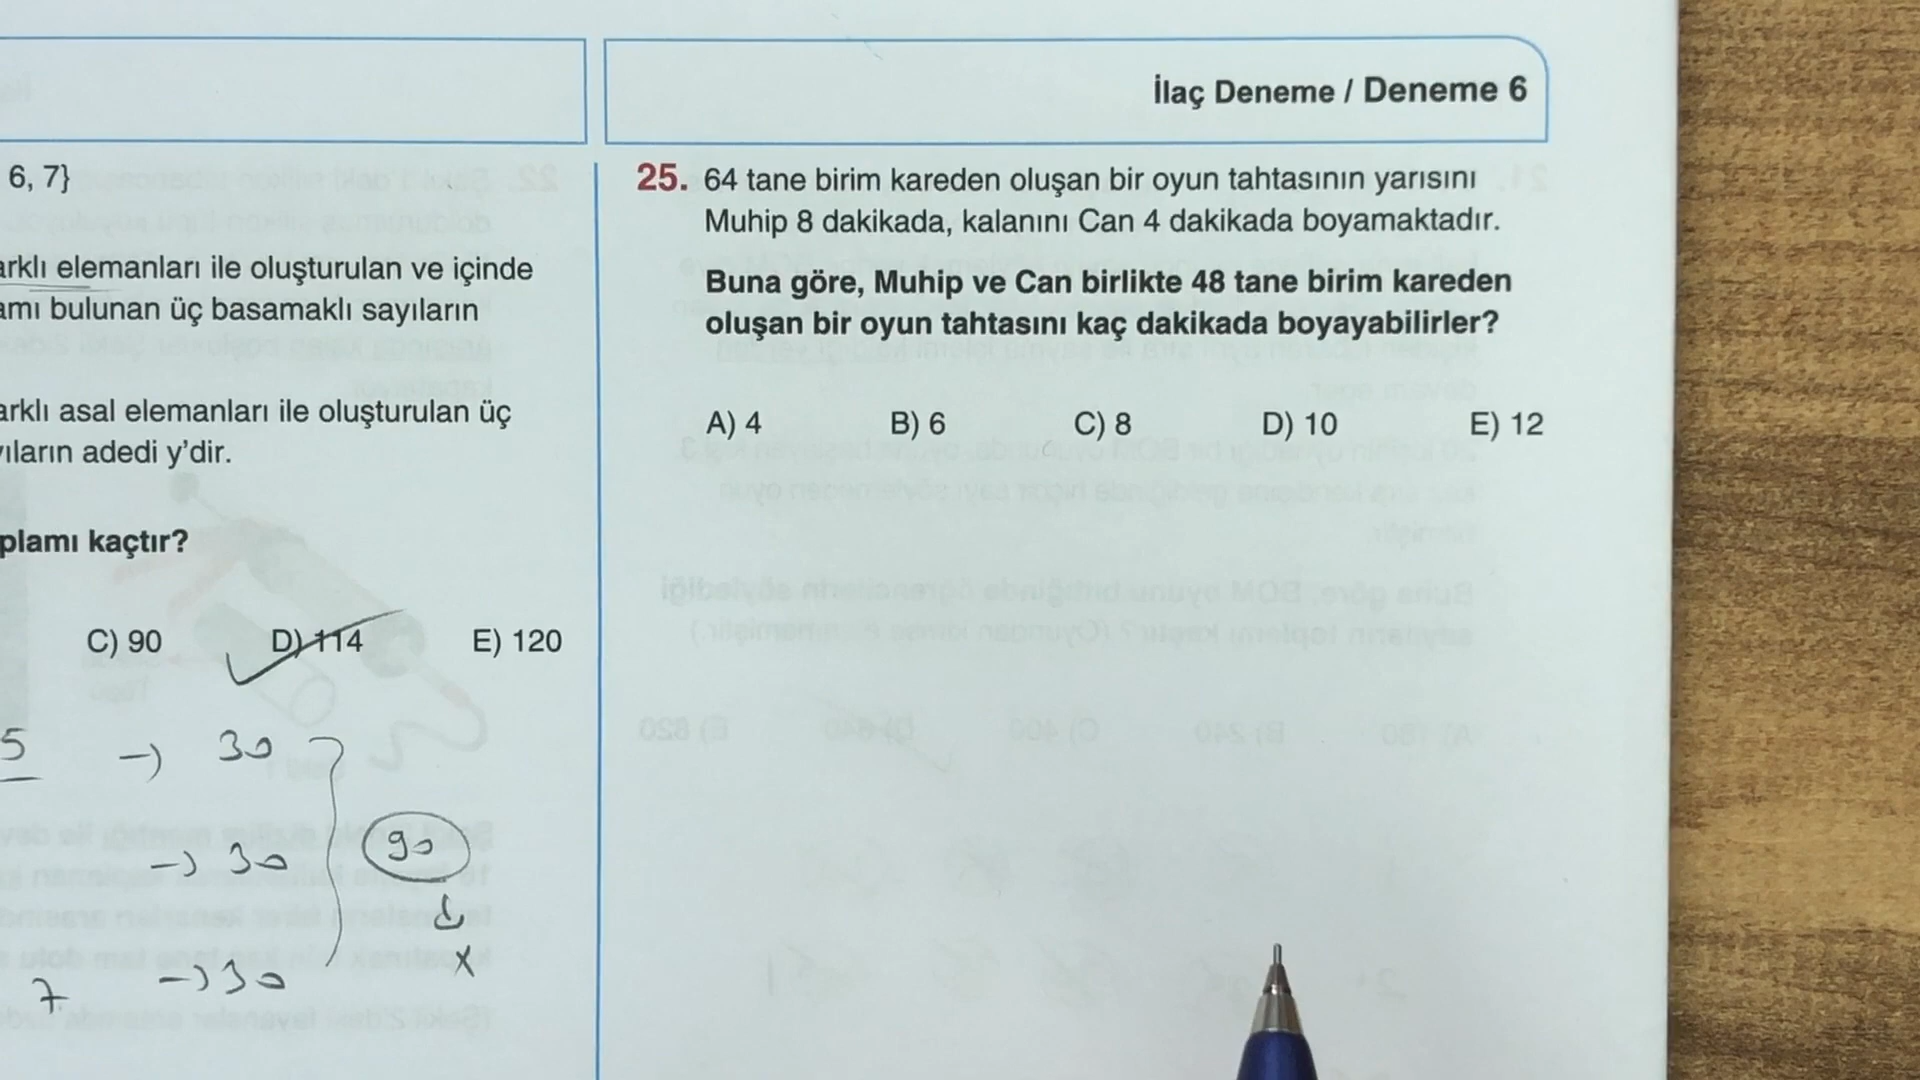 İlaç Deneme / Deneme 6
6, 7}
arklı elemanları ile oluşturulan ve içinde
amı bulunan üç basamaklı sayıların
arklı asal elemanları ile oluşturulan üç
yıların adedi y'dir.
plamı kaçtır?
C) 90 D) 114 E) 120
5 → 30
→ 30
90
x
7 → 30
25. 64 tane birim kareden oluşan bir oyun tahtasının yarısını
Muhip 8 dakikada, kalanını Can 4 dakikada boyamaktadır.
Buna göre, Muhip ve Can birlikte 48 tane birim kareden
oluşan bir oyun tahtasını kaç dakikada boyayabilirler?
A) 4 B) 6 C) 8 D) 10 E) 12